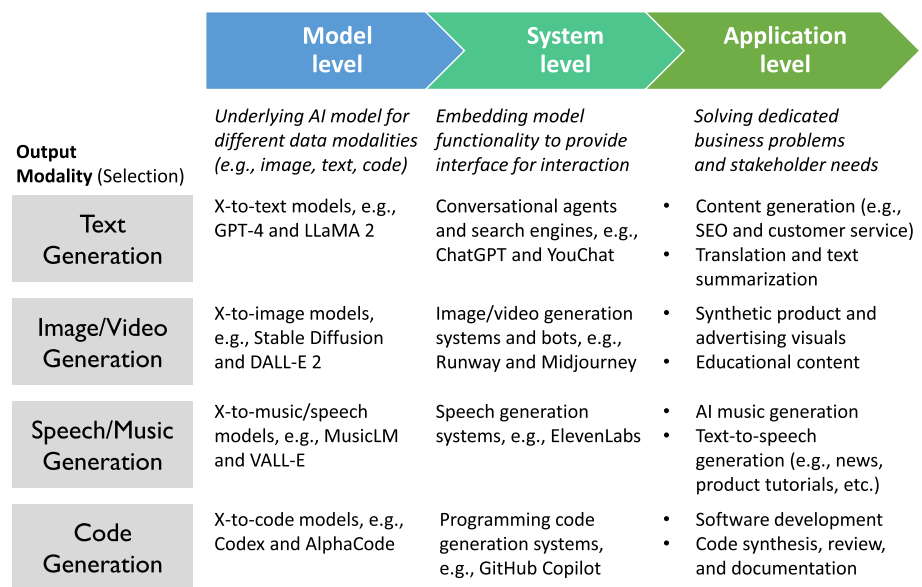 Model
level
System
level
Application
level
Underlying AI model for
different data modalities
(e.g., image, text, code)
Embedding model
functionality to provide
interface for interaction
Solving dedicated
business problems
and stakeholder needs
Output
Modality (Selection)
Text
Generation
X-to-text models, e.g.,
GPT-4 and LLaMA 2
Conversational agents
and search engines, e.g.,
ChatGPT and YouChat
• Content generation (e.g.,
SEO and customer service)
• Translation and text
summarization
Image/Video
Generation
X-to-image models,
e.g., Stable Diffusion
and DALL-E 2
Image/video generation
systems and bots, e.g.,
Runway and Midjourney
• Synthetic product and
advertising visuals
• Educational content
Speech/Music
Generation
X-to-music/speech
models, e.g., MusicLM
and VALL-E
Speech generation
systems, e.g., ElevenLabs
• AI music generation
• Text-to-speech
generation (e.g., news,
product tutorials, etc.)
Code
Generation
X-to-code models, e.g.,
Codex and AlphaCode
Programming code
generation systems,
e.g., GitHub Copilot
• Software development
• Code synthesis, review,
and documentation